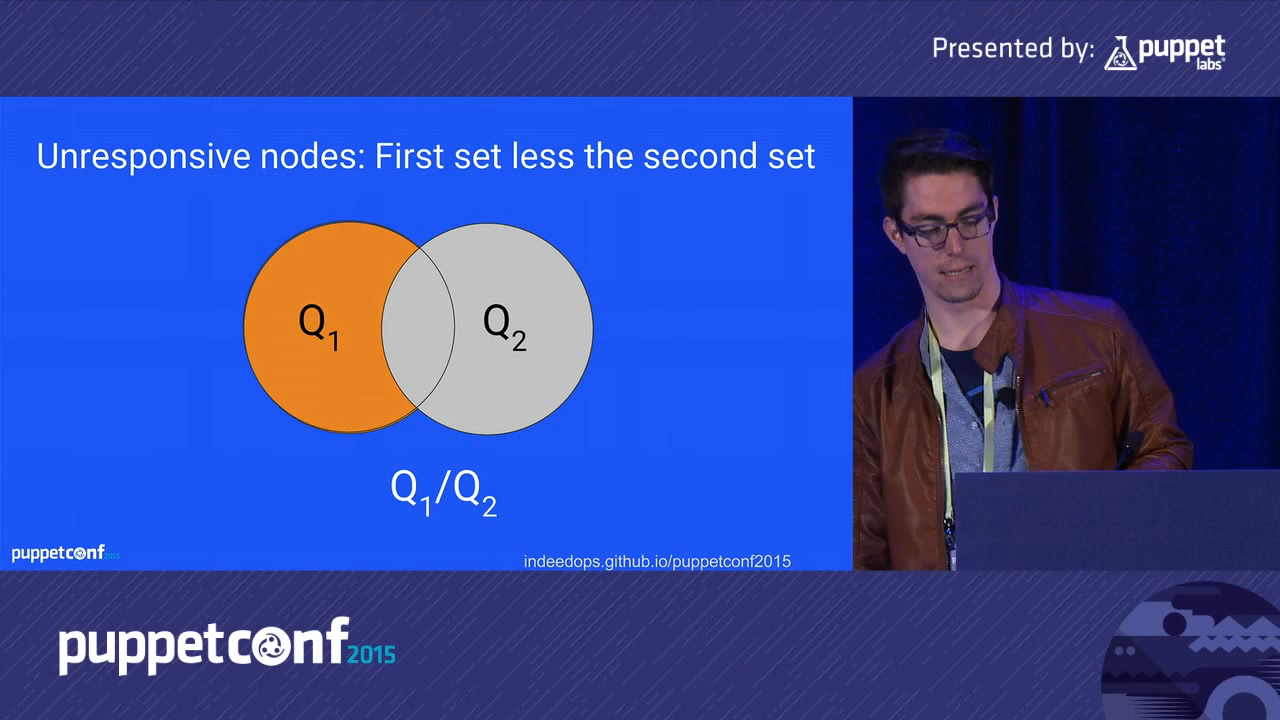 Presented by: puppet labs
Unresponsive nodes: First set less the second set
Q1
Q2
Q1/Q2
puppetconf2015
indeedops.github.io/puppetconf2015
puppetconf2015